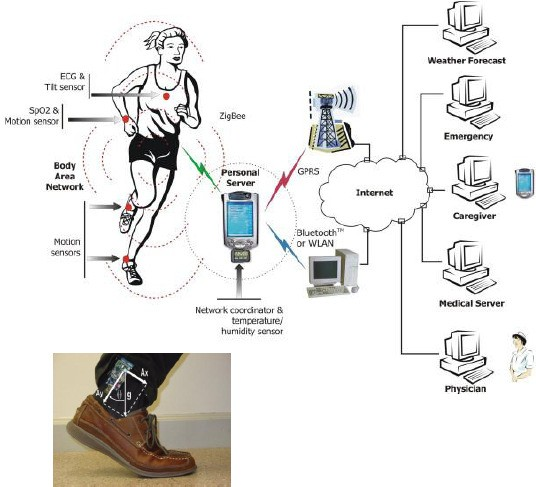 ECG &
Tilt sensor
SpO2 &
Motion sensor
ZigBee
Body
Area
Network
Personal
Server
Motion
sensors
Network coordinator &
temperature/
humidity sensor
GPRS
Bluetooth™
or WLAN
Internet
Weather Forecast
Emergency
Caregiver
Medical Server
Physician
Ax
Ay
g